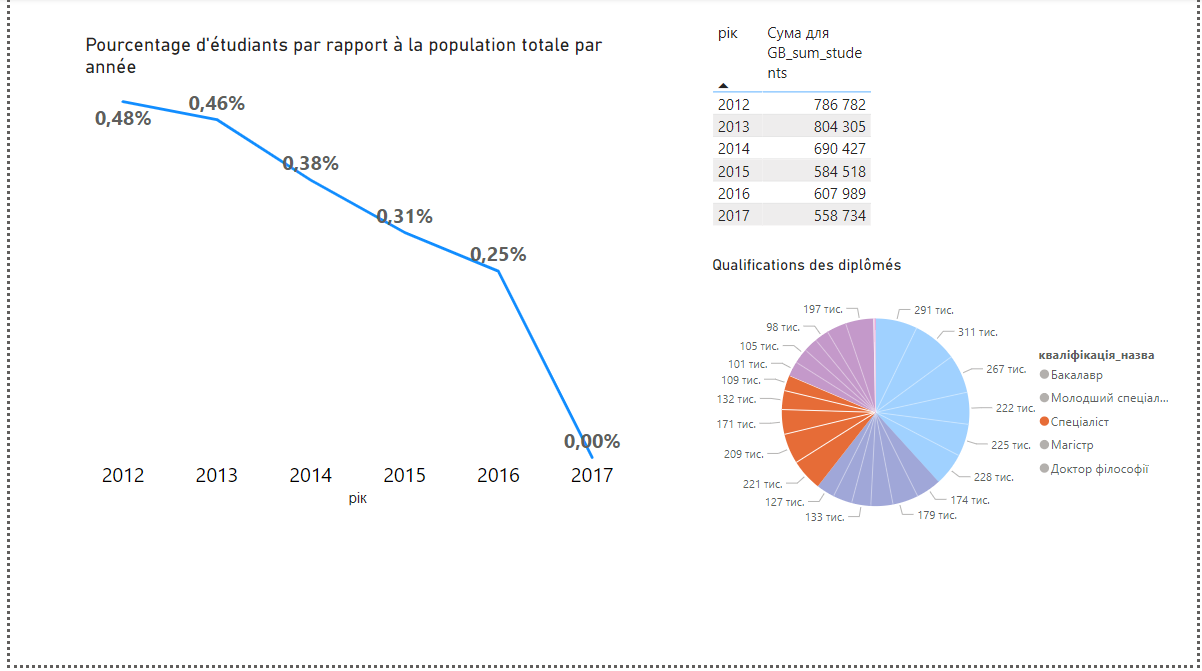 Pourcentage d'étudiants par rapport à la population totale par
année
0,48%
0,46%
0,38%
0,31%
0,25%
0,00%
2012 2013 2014 2015 2016 2017
рік
рік Сума для
GB_sum_stude
nts
2012 786 782
2013 804 305
2014 690 427
2015 584 518
2016 607 989
2017 558 734
Qualifications des diplômés
291 тис.
311 тис.
267 тис.
222 тис.
225 тис.
228 тис.
174 тис.
179 тис.
133 тис.
127 тис.
221 тис.
209 тис.
171 тис.
132 тис.
109 тис.
101 тис.
105 тис.
98 тис.
197 тис.
кваліфікація_назва
Бакалавр
Молодший спеціал...
Спеціаліст
Магістр
Доктор філософії